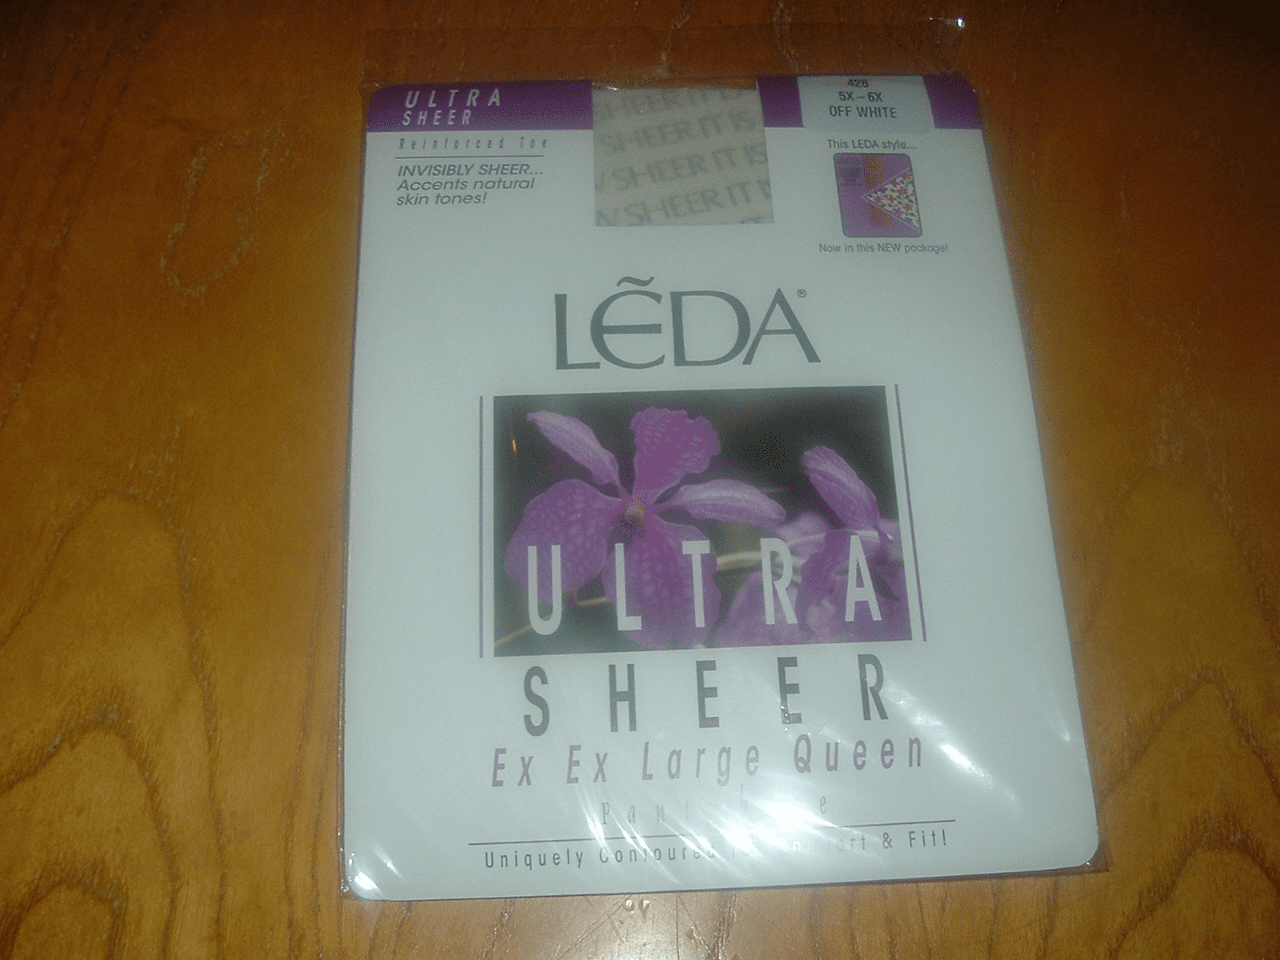 ULTRA
SHEER
Reinforced Toe
INVISIBLY SHEER...
Accents natural
skin tones!
SHEER IT IS
SHEER IT IS
W SHEER IT IS
W SHEER IT IS
428
5X-6X
OFF WHITE
This LEDA style...
Now in this NEW package!
LẼDA®
ULTRA
SHEER
Ex Ex Large Queen
Uniquely Contoured & Fit!